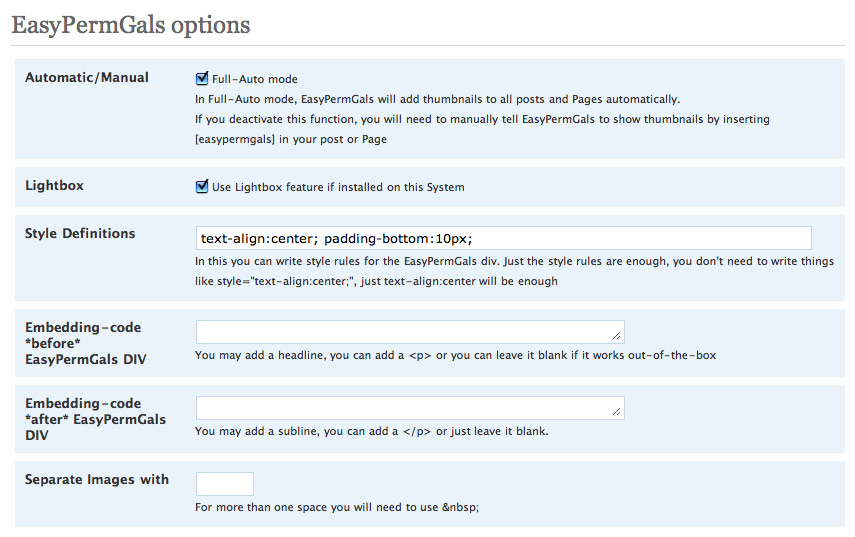 EasyPermGals options
Automatic/Manual
Full-Auto mode
In Full-Auto mode, EasyPermGals will add thumbnails to all posts and Pages automatically.
If you deactivate this function, you will need to manually tell EasyPermGals to show thumbnails by inserting
[easypermgals] in your post or Page
Lightbox
Use Lightbox feature if installed on this System
Style Definitions
text-align:center; padding-bottom:10px;
In this you can write style rules for the EasyPermGals div. Just the style rules are enough, you don't need to write things
like style="text-align:center;", just text-align:center will be enough
Embedding-code
*before*
EasyPermGals DIV
You may add a headline, you can add a <p> or you can leave it blank if it works out-of-the-box
Embedding-code
*after* EasyPermGals
DIV
You may add a subline, you can add a </p> or just leave it blank.
Separate Images with
For more than one space you will need to use &nbsp;